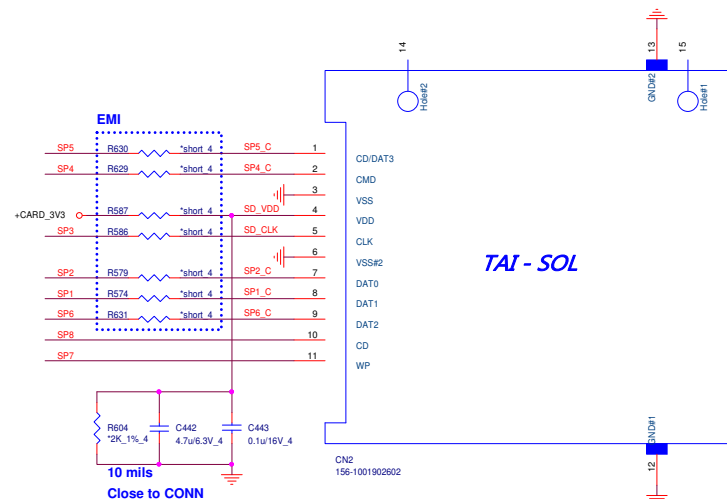 14
13
15
Hole#2
GND#2
Hole#1
EMI
SP5 R630 *short_4 SP5_C 1 CD/DAT3
SP4 R629 *short_4 SP4_C 2 CMD
3 VSS
+CARD_3V3 R587 *short_4 SD_VDD 4 VDD
SP3 R586 *short_4 SD_CLK 5 CLK
6 VSS#2
TAI - SOL
SP2 R579 *short_4 SP2_C 7 DAT0
SP1 R574 *short_4 SP1_C 8 DAT1
SP6 R631 *short_4 SP6_C 9 DAT2
SP8 10 CD
SP7 11 WP
R604
*2K_1%_4
C442
4.7u/6.3V_4
C443
0.1u/16V_4
GND#1
12
CN2
156-1001902602
10 mils
Close to CONN